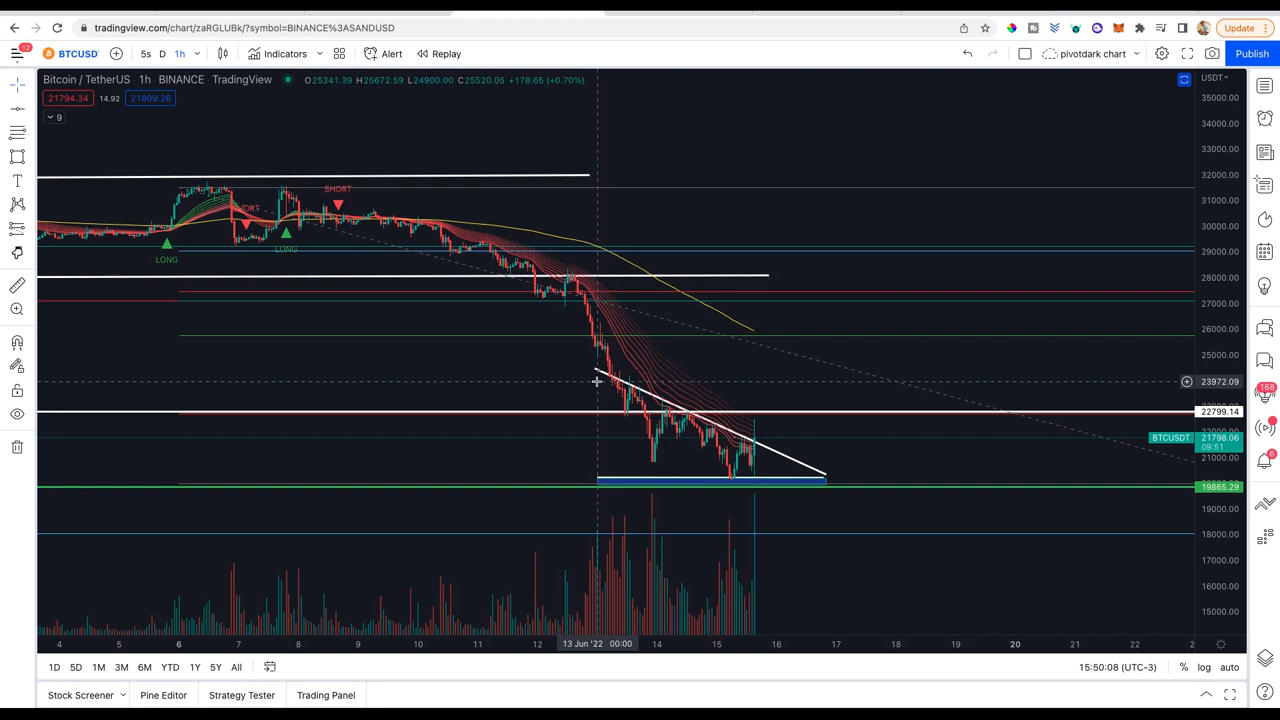 tradingview.com/chart/zaRGLUBk/?symbol=BINANCE%3ASANDUSD
Update
12
BTCUSD
5s D 1h
Indicators
Alert
Replay
pivotdark chart
Publish
Bitcoin / TetherUS · 1h · BINANCE · TradingView
O25341.39 H25672.59 L24900.00 C25520.05 +178.65 (+0.70%)
USDT
21794.34 14.92 21809.26
9
35000.00
34000.00
33000.00
32000.00
31000.00
30000.00
29000.00
28000.00
27000.00
26000.00
25000.00
23972.09
22799.14
BTCUSDT 21798.06
09:51
21000.00
19865.29
19000.00
18000.00
17000.00
16000.00
15000.00
SHORT
LONG
LONG
168
6
4 5 6 7 8 9 10 11 12 13 Jun '22 00:00 14 15 16 17 18 19 20 21 22 2
1D 5D 1M 3M 6M YTD 1Y 5Y All
15:50:08 (UTC-3) % log auto
Stock Screener Pine Editor Strategy Tester Trading Panel